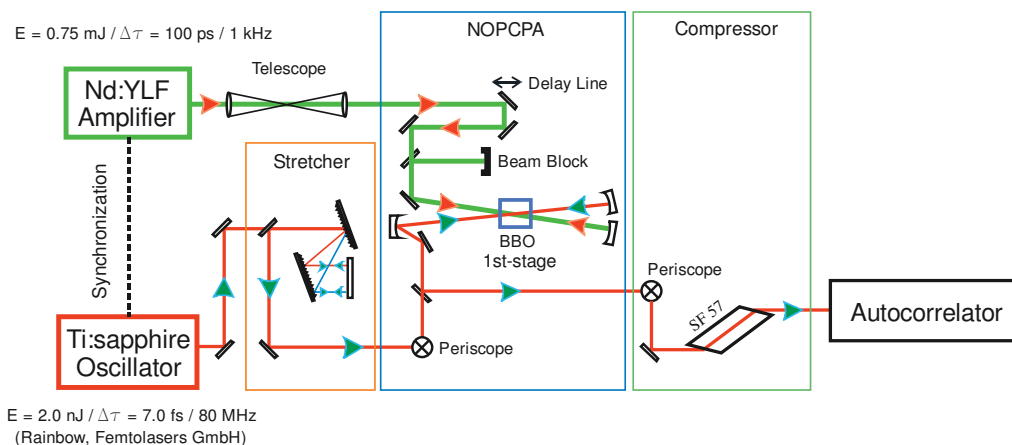 E = 0.75 mJ / Δτ = 100 ps / 1 kHz
NOPCPA
Compressor
Telescope
Delay Line
Nd:YLF
Amplifier
Stretcher
Beam Block
Synchronization
BBO
1st-stage
Periscope
SF 57
Autocorrelator
Ti:sapphire
Oscillator
Periscope
E = 2.0 nJ / Δτ = 7.0 fs / 80 MHz
(Rainbow, Femtolasers GmbH)